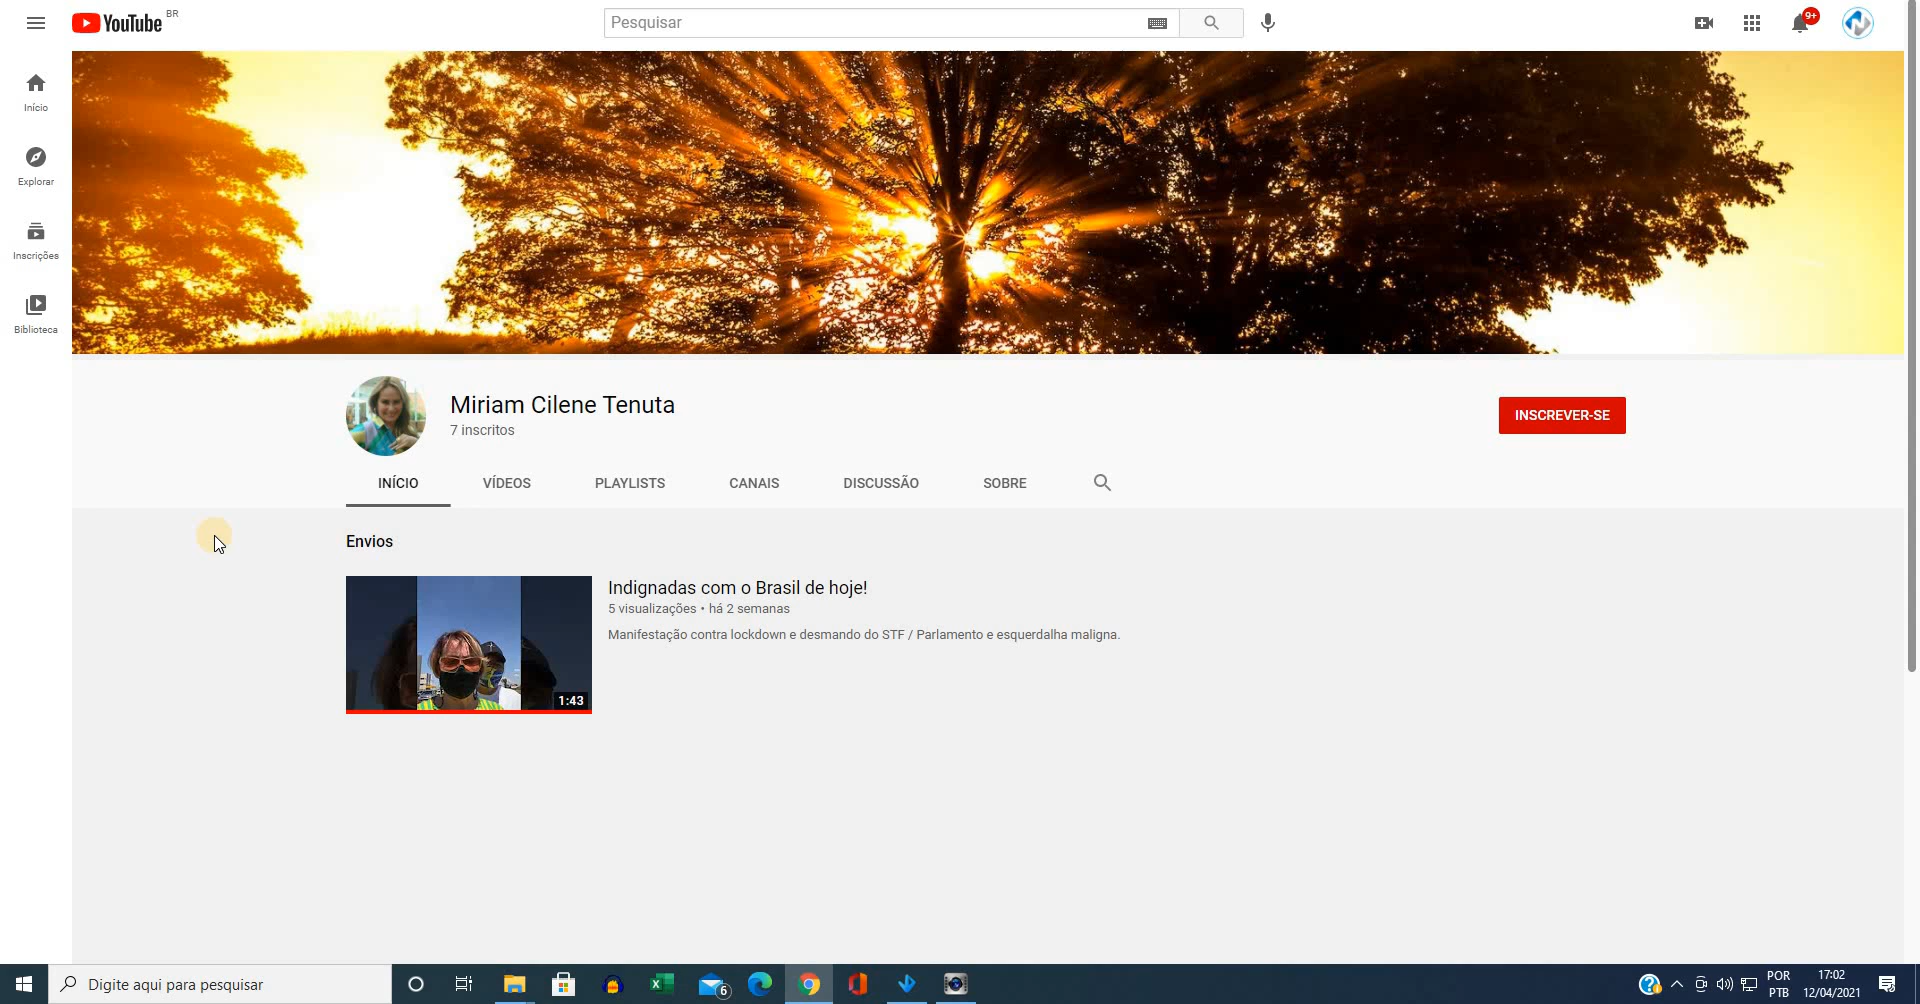 YouTube BR
Pesquisar
9+
Início
Explorar
Inscrições
Biblioteca
Miriam Cilene Tenuta
7 inscritos
INSCREVER-SE
INÍCIO VÍDEOS PLAYLISTS CANAIS DISCUSSÃO SOBRE
Envios
1:43
Indignadas com o Brasil de hoje!
5 visualizações • há 2 semanas
Manifestação contra lockdown e desmando do STF / Parlamento e esquerdalha maligna.
Digite aqui para pesquisar
6
POR
PTB
17:02
12/04/2021